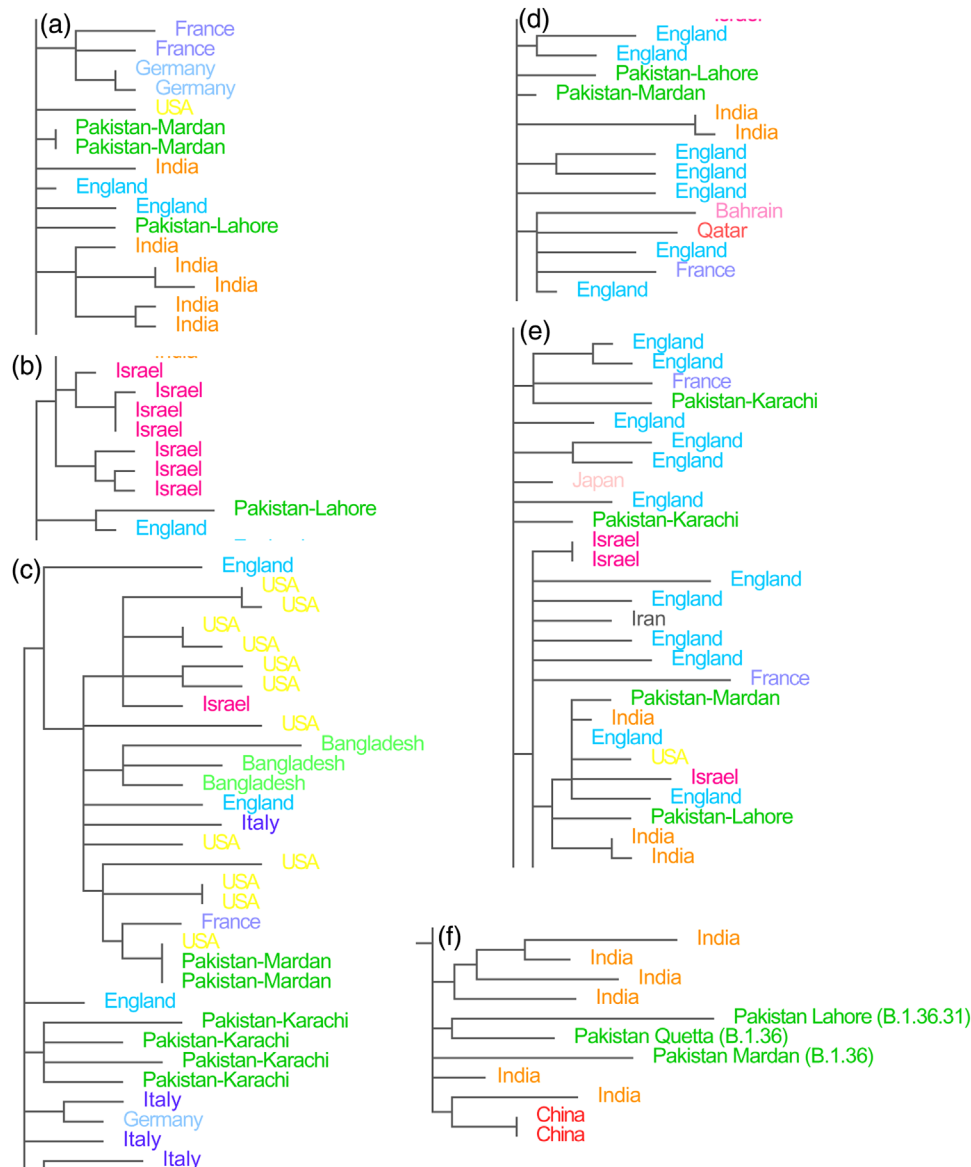 (a)
France
France
Germany
Germany
USA
Pakistan-Mardan
Pakistan-Mardan
India
England
England
Pakistan-Lahore
India
India
India
India
India
(b)
India
Israel
Israel
Israel
Israel
Israel
Israel
Israel
Pakistan-Lahore
England
(c)
England
USA
USA
USA
USA
USA
USA
Israel
USA
Bangladesh
Bangladesh
Bangladesh
England
Italy
USA
USA
USA
USA
France
USA
Pakistan-Mardan
Pakistan-Mardan
England
Pakistan-Karachi
Pakistan-Karachi
Pakistan-Karachi
Pakistan-Karachi
Italy
Germany
Italy
Italy
(d)
Israel
England
England
Pakistan-Lahore
Pakistan-Mardan
India
India
England
England
England
Bahrain
Qatar
England
France
England
(e)
England
England
France
Pakistan-Karachi
England
England
England
Japan
England
Pakistan-Karachi
Israel
Israel
England
England
Iran
England
England
France
Pakistan-Mardan
India
England
USA
Israel
England
Pakistan-Lahore
India
India
(f)
India
India
India
India
Pakistan Lahore (B.1.36.31)
Pakistan Quetta (B.1.36)
Pakistan Mardan (B.1.36)
India
India
China
China